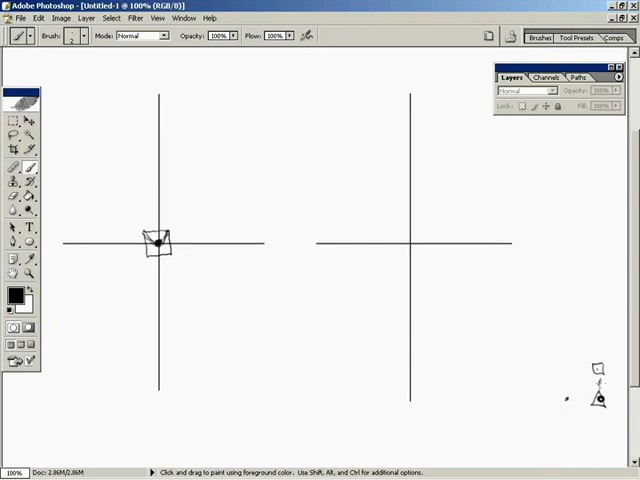 Adobe Photoshop - [Untitled-1 @ 100% (RGB/8)]
File Edit Image Layer Select Filter View Window Help
Brush: 2 Mode: Normal Opacity: 100% Flow: 100% Brushes Tool Presets Comps
Layers Channels Paths
Normal Opacity: 100%
Lock: Fill: 100%
T
100% Doc: 2.86M/2.86M Click and drag to paint using foreground color. Use Shift, Alt, and Ctrl for additional options.